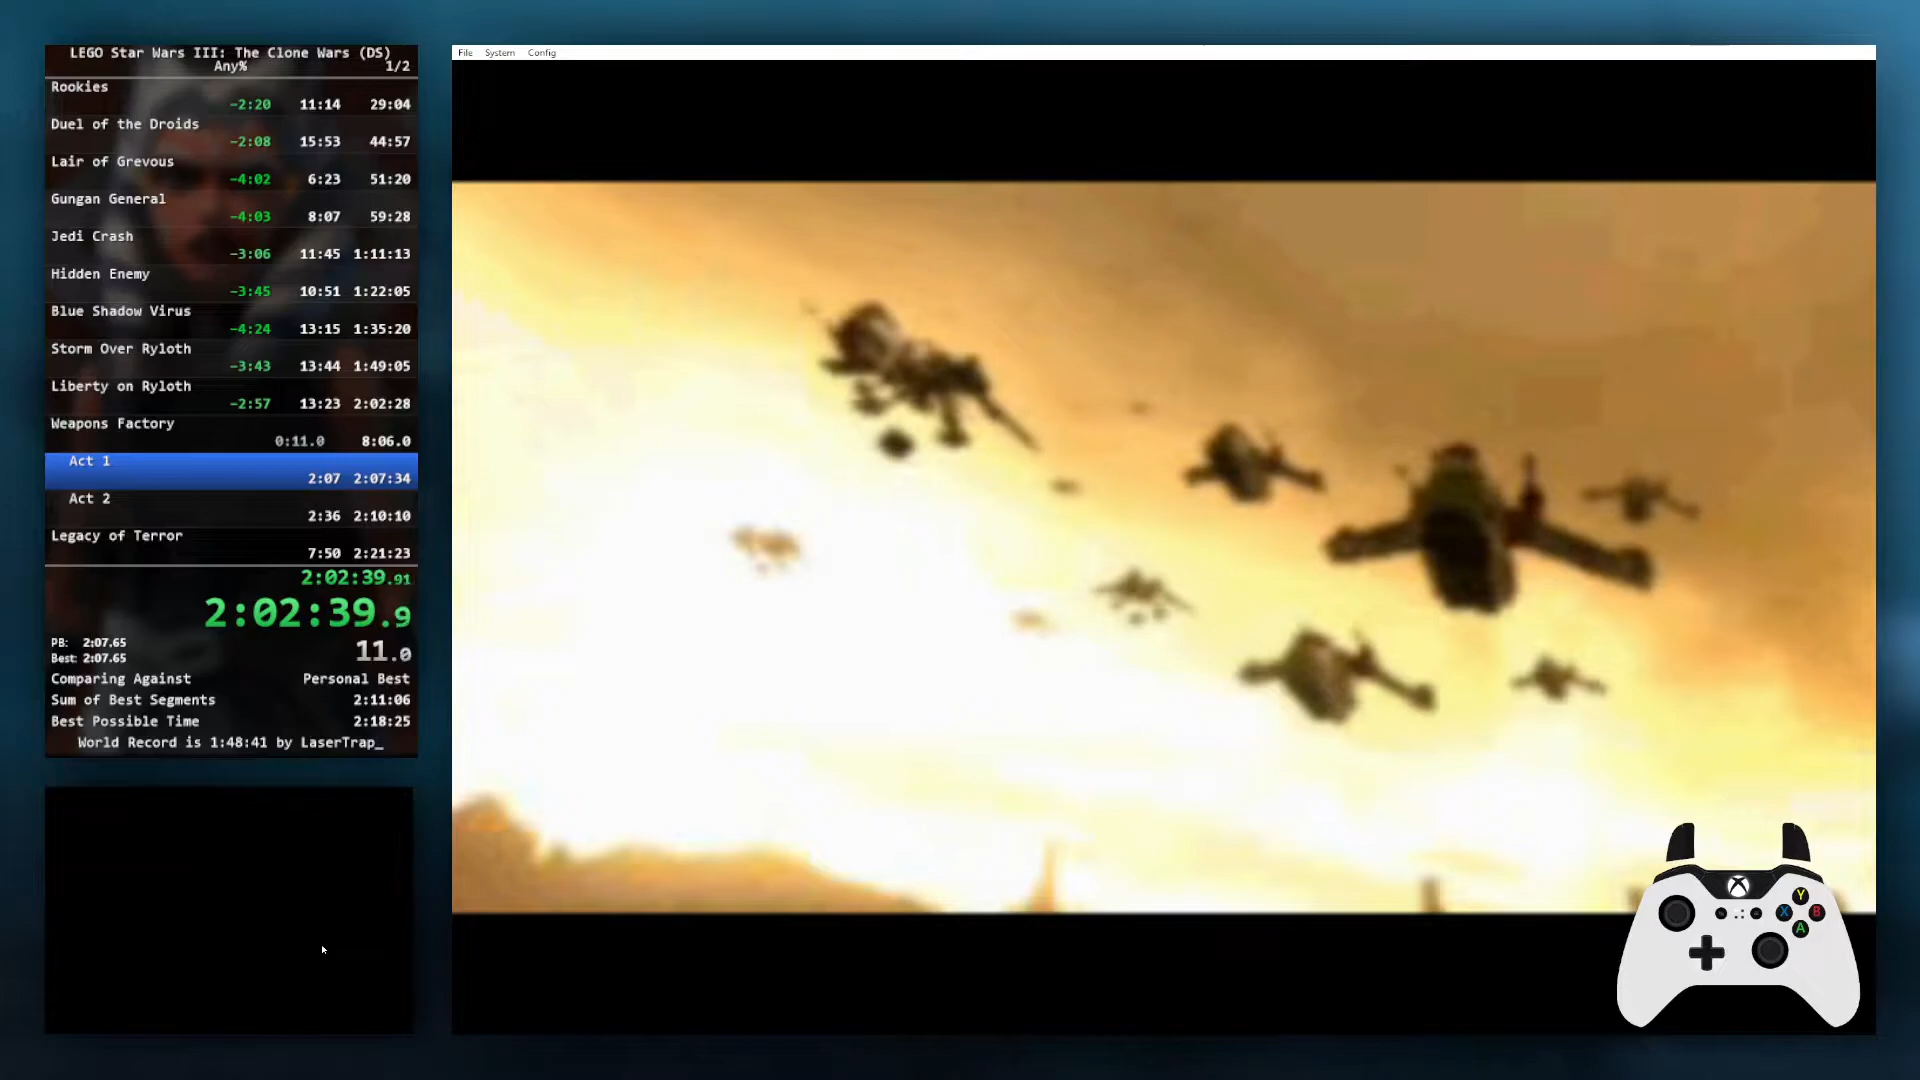 LEGO Star Wars III: The Clone Wars (DS)
Any% 1/2
Rookies
-2:20 11:14 29:04
Duel of the Droids
-2:08 15:53 44:57
Lair of Grevous
-4:02 6:23 51:20
Gungan General
-4:03 8:07 59:28
Jedi Crash
-3:06 11:45 1:11:13
Hidden Enemy
-3:45 10:51 1:22:05
Blue Shadow Virus
-4:24 13:15 1:35:20
Storm Over Ryloth
-3:43 13:44 1:49:05
Liberty on Ryloth
-2:57 13:23 2:02:28
Weapons Factory
0:11.0 8:06.0
Act 1
2:07 2:07:34
Act 2
2:36 2:10:10
Legacy of Terror
7:50 2:21:23
2:02:39.91
2:02:39.9
PB: 2:07.65
Best: 2:07.65
11.0
Comparing Against Personal Best
Sum of Best Segments 2:11:06
Best Possible Time 2:18:25
World Record is 1:48:41 by LaserTrap_
File System Config
Y
X B
A